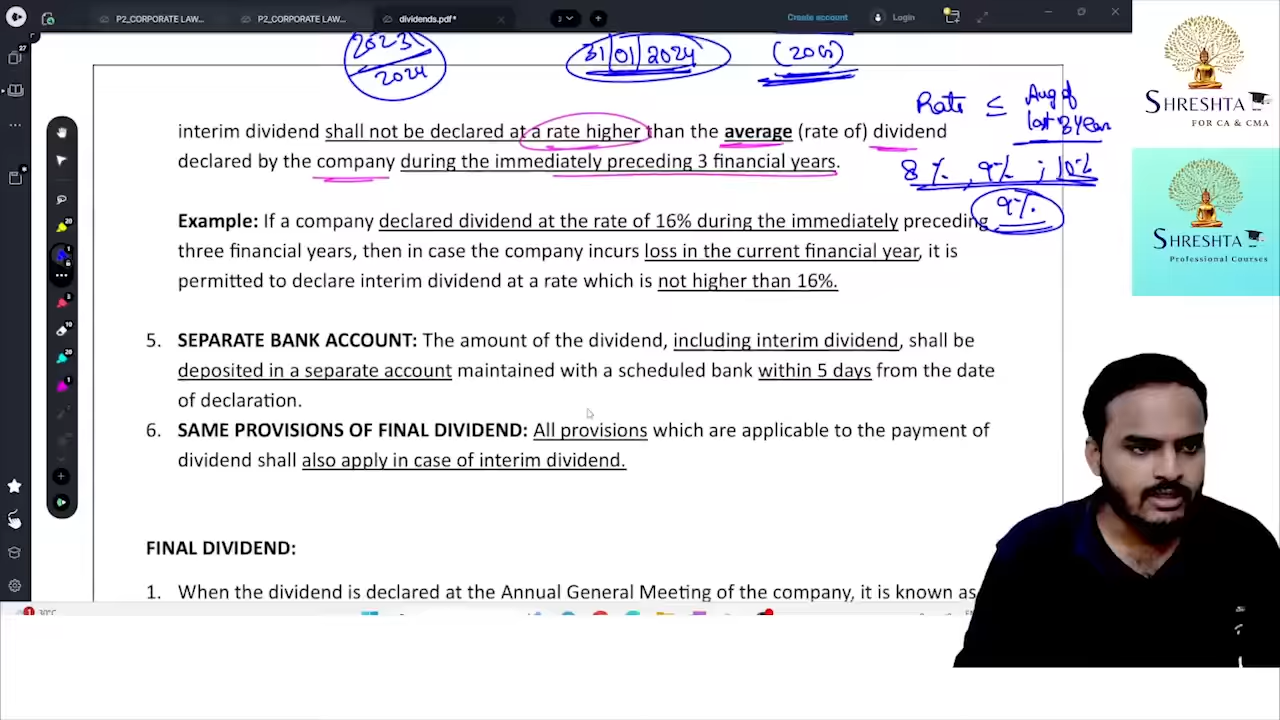 P2_CORPORATE LAW...
P2_CORPORATE LAW...
dividends.pdf*
Create account
Login
2023/
2024
31/01/2024
Rate ≤ Avg of
last 3 years
8% , 9% ; 10%
9%
interim dividend shall not be declared at a rate higher than the average (rate of) dividend
declared by the company during the immediately preceding 3 financial years.
Example: If a company declared dividend at the rate of 16% during the immediately preceding
three financial years, then in case the company incurs loss in the current financial year, it is
permitted to declare interim dividend at a rate which is not higher than 16%.
5. SEPARATE BANK ACCOUNT: The amount of the dividend, including interim dividend, shall be
deposited in a separate account maintained with a scheduled bank within 5 days from the date
of declaration.
6. SAME PROVISIONS OF FINAL DIVIDEND: All provisions which are applicable to the payment of
dividend shall also apply in case of interim dividend.
FINAL DIVIDEND:
1. When the dividend is declared at the Annual General Meeting of the company, it is known as
SHRESHTA
FOR CA & CMA
SHRESHTA
Professional Courses